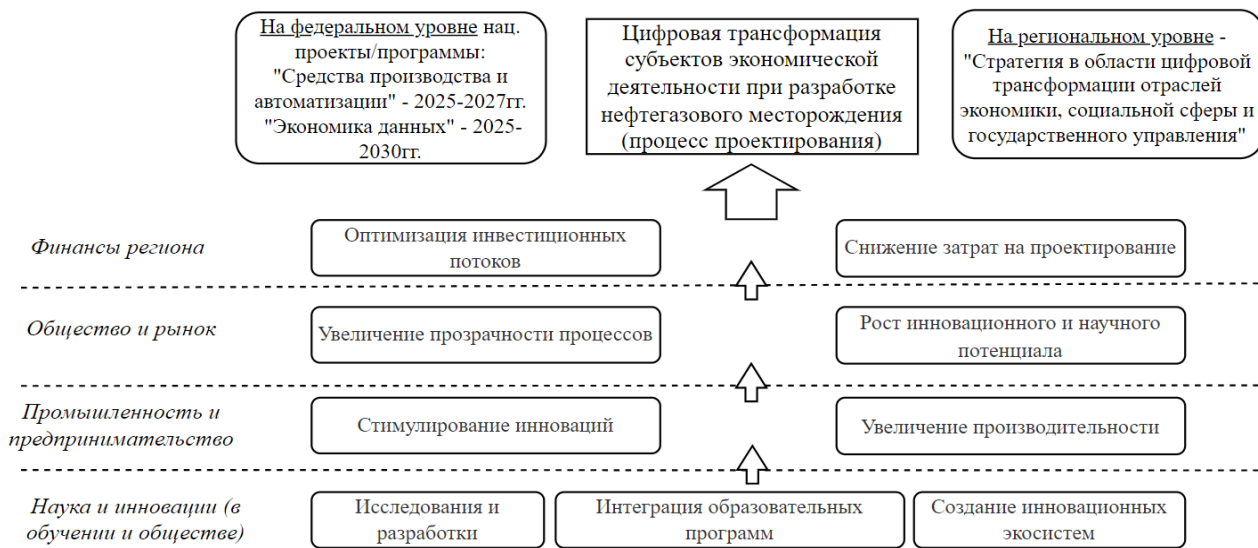 На федеральном уровне нац.
проекты/программы:
"Средства производства и
автоматизации" - 2025-2027гг.
"Экономика данных" - 2025-
2030гг.
Цифровая трансформация
субъектов экономической
деятельности при разработке
нефтегазового месторождения
(процесс проектирования)
На региональном уровне -
"Стратегия в области цифровой
трансформации отраслей
экономики, социальной сферы и
государственного управления"
Финансы региона
Оптимизация инвестиционных
потоков
Снижение затрат на проектирование
Общество и рынок
Увеличение прозрачности процессов
Рост инновационного и научного
потенциала
Промышленность и
предпринимательство
Стимулирование инноваций
Увеличение производительности
Наука и инновации (в
обучении и обществе)
Исследования и
разработки
Интеграция образовательных
программ
Создание инновационных
экосистем